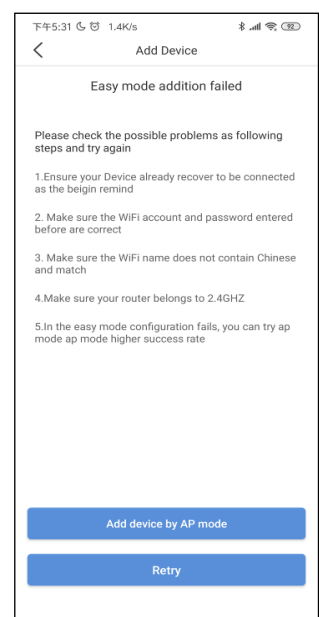 下午5:31 1.4K/s 92
Add Device
Easy mode addition failed
Please check the possible problems as following
steps and try again
1.Ensure your Device already recover to be connected
as the beigin remind
2. Make sure the WiFi account and password entered
before are correct
3. Make sure the WiFi name does not contain Chinese
and match
4.Make sure your router belongs to 2.4GHZ
5.In the easy mode configuration fails, you can try ap
mode ap mode higher success rate
Add device by AP mode
Retry